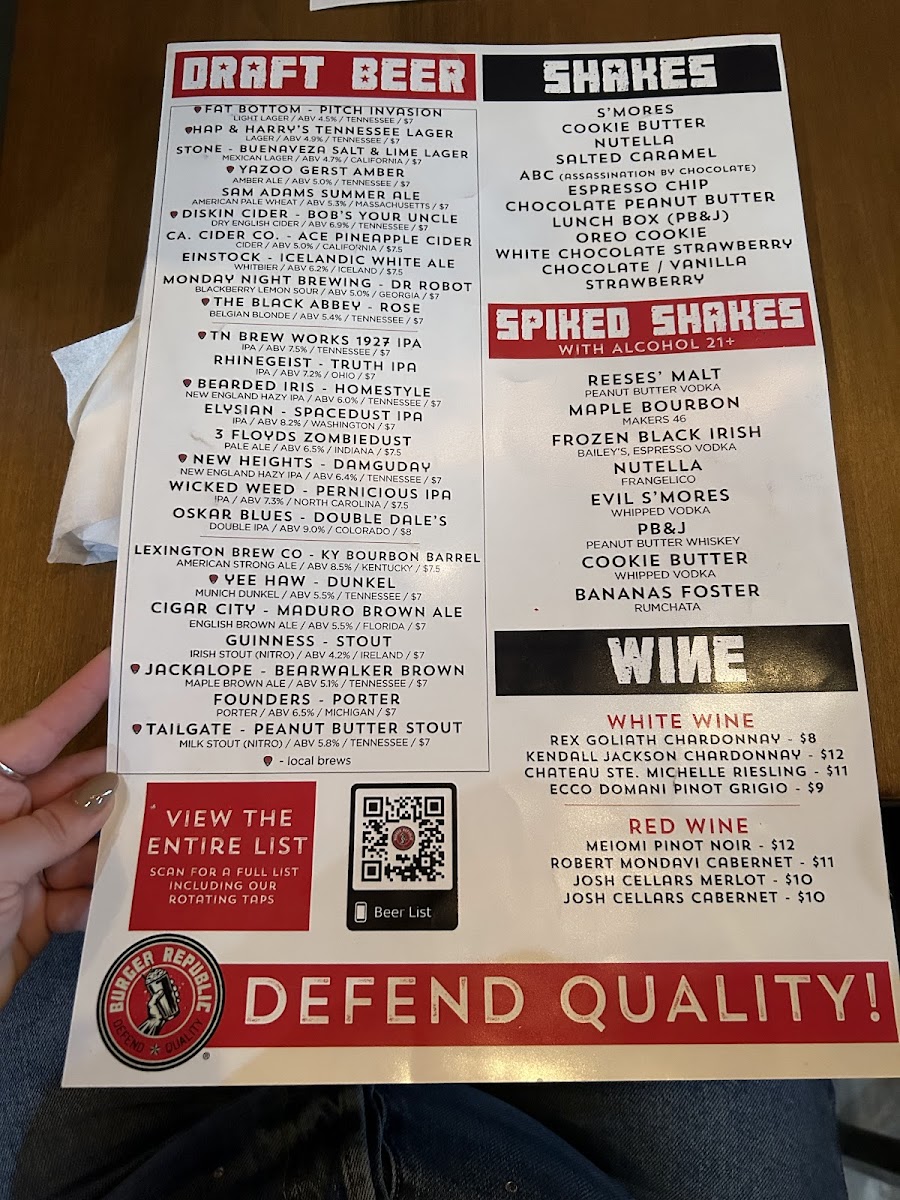 DRAFT BEER
FAT BOTTOM - PITCH INVASION
LIGHT LAGER / ABV 4.5% / TENNESSEE / $7
HAP & HARRY'S TENNESSEE LAGER
LAGER / ABV 4.9% / TENNESSEE / $7
STONE - BUENAVEZA SALT & LIME LAGER
MEXICAN LAGER / ABV 4.7% / CALIFORNIA / $7
YAZOO GERST AMBER
AMBER ALE / ABV 5.0% / TENNESSEE / $7
SAM ADAMS SUMMER ALE
AMERICAN PALE WHEAT / ABV 5.3% / MASSACHUSETTS / $7
DISKIN CIDER - BOB'S YOUR UNCLE
DRY ENGLISH CIDER / ABV 6.9% / TENNESSEE / $7
CA. CIDER CO. - ACE PINEAPPLE CIDER
CIDER / ABV 5.0% / CALIFORNIA / $7.5
EINSTOCK - ICELANDIC WHITE ALE
WHITBIER / ABV 6.2% / ICELAND / $7.5
MONDAY NIGHT BREWING - DR ROBOT
BLACKBERRY LEMON SOUR / ABV 5.0% / GEORGIA / $7
THE BLACK ABBEY - ROSE
BELGIAN BLONDE / ABV 5.4% / TENNESSEE / $7
TN BREW WORKS 1927 IPA
IPA / ABV 7.5% / TENNESSEE / $7
RHINEGEIST - TRUTH IPA
IPA / ABV 7.2% / OHIO / $7
BEARDED IRIS - HOMESTYLE
NEW ENGLAND HAZY IPA / ABV 6.0% / TENNESSEE / $7
ELYSIAN - SPACEDUST IPA
IPA / ABV 8.2% / WASHINGTON / $7
3 FLOYDS ZOMBIEDUST
PALE ALE / ABV 6.5% / INDIANA / $7.5
NEW HEIGHTS - DAMGUDAY
NEW ENGLAND HAZY IPA / ABV 6.4% / TENNESSEE / $7
WICKED WEED - PERNICIOUS IPA
IPA / ABV 7.3% / NORTH CAROLINA / $7.5
OSKAR BLUES - DOUBLE DALE'S
DOUBLE IPA / ABV 9.0% / COLORADO / $8
LEXINGTON BREW CO - KY BOURBON BARREL
AMERICAN STRONG ALE / ABV 8.5% / KENTUCKY / $7.5
YEE HAW - DUNKEL
MUNICH DUNKEL / ABV 5.5% / TENNESSEE / $7
CIGAR CITY - MADURO BROWN ALE
ENGLISH BROWN ALE / ABV 5.5% / FLORIDA / $7
GUINNESS - STOUT
IRISH STOUT (NITRO) / ABV 4.2% / IRELAND / $7
JACKALOPE - BEARWALKER BROWN
MAPLE BROWN ALE / ABV 5.1% / TENNESSEE / $7
FOUNDERS - PORTER
PORTER / ABV 6.5% / MICHIGAN / $7
TAILGATE - PEANUT BUTTER STOUT
MILK STOUT (NITRO) / ABV 5.8% / TENNESSEE / $7
- local brews
VIEW THE
ENTIRE LIST
SCAN FOR A FULL LIST
INCLUDING OUR
ROTATING TAPS
Beer List
SHAKES
S'MORES
COOKIE BUTTER
NUTELLA
SALTED CARAMEL
ABC (ASSASSINATION BY CHOCOLATE)
ESPRESSO CHIP
CHOCOLATE PEANUT BUTTER
LUNCH BOX (PB&J)
OREO COOKIE
WHITE CHOCOLATE STRAWBERRY
CHOCOLATE / VANILLA
STRAWBERRY
SPIKED SHAKES
WITH ALCOHOL 21+
REESES' MALT
PEANUT BUTTER VODKA
MAPLE BOURBON
MAKERS 46
FROZEN BLACK IRISH
BAILEY'S, ESPRESSO VODKA
NUTELLA
FRANGELICO
EVIL S'MORES
WHIPPED VODKA
PB&J
PEANUT BUTTER WHISKEY
COOKIE BUTTER
WHIPPED VODKA
BANANAS FOSTER
RUMCHATA
WINE
WHITE WINE
REX GOLIATH CHARDONNAY - $8
KENDALL JACKSON CHARDONNAY - $12
CHATEAU STE. MICHELLE RIESLING - $11
ECCO DOMANI PINOT GRIGIO - $9
RED WINE
MEIOMI PINOT NOIR - $12
ROBERT MONDAVI CABERNET - $11
JOSH CELLARS MERLOT - $10
JOSH CELLARS CABERNET - $10
BURGER REPUBLIC
DEFEND QUALITY
®
DEFEND QUALITY!